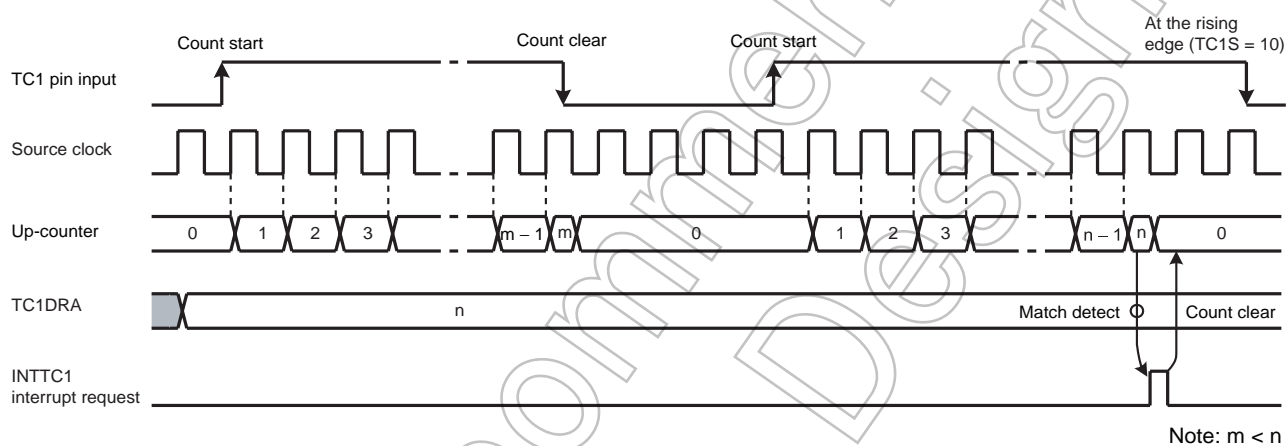 At the rising
edge (TC1S = 10)
Count start
Count clear
Count start
TC1 pin input
Source clock
Up-counter
0 1 2 3 m – 1 m 0 1 2 3 n – 1 n 0
TC1DRA
n
Match detect
Count clear
INTTC1
interrupt request
Note: m < n
ommen
Design